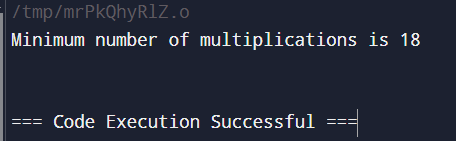 /tmp/mrPkQhyRlZ.o
Minimum number of multiplications is 18
=== Code Execution Successful ===